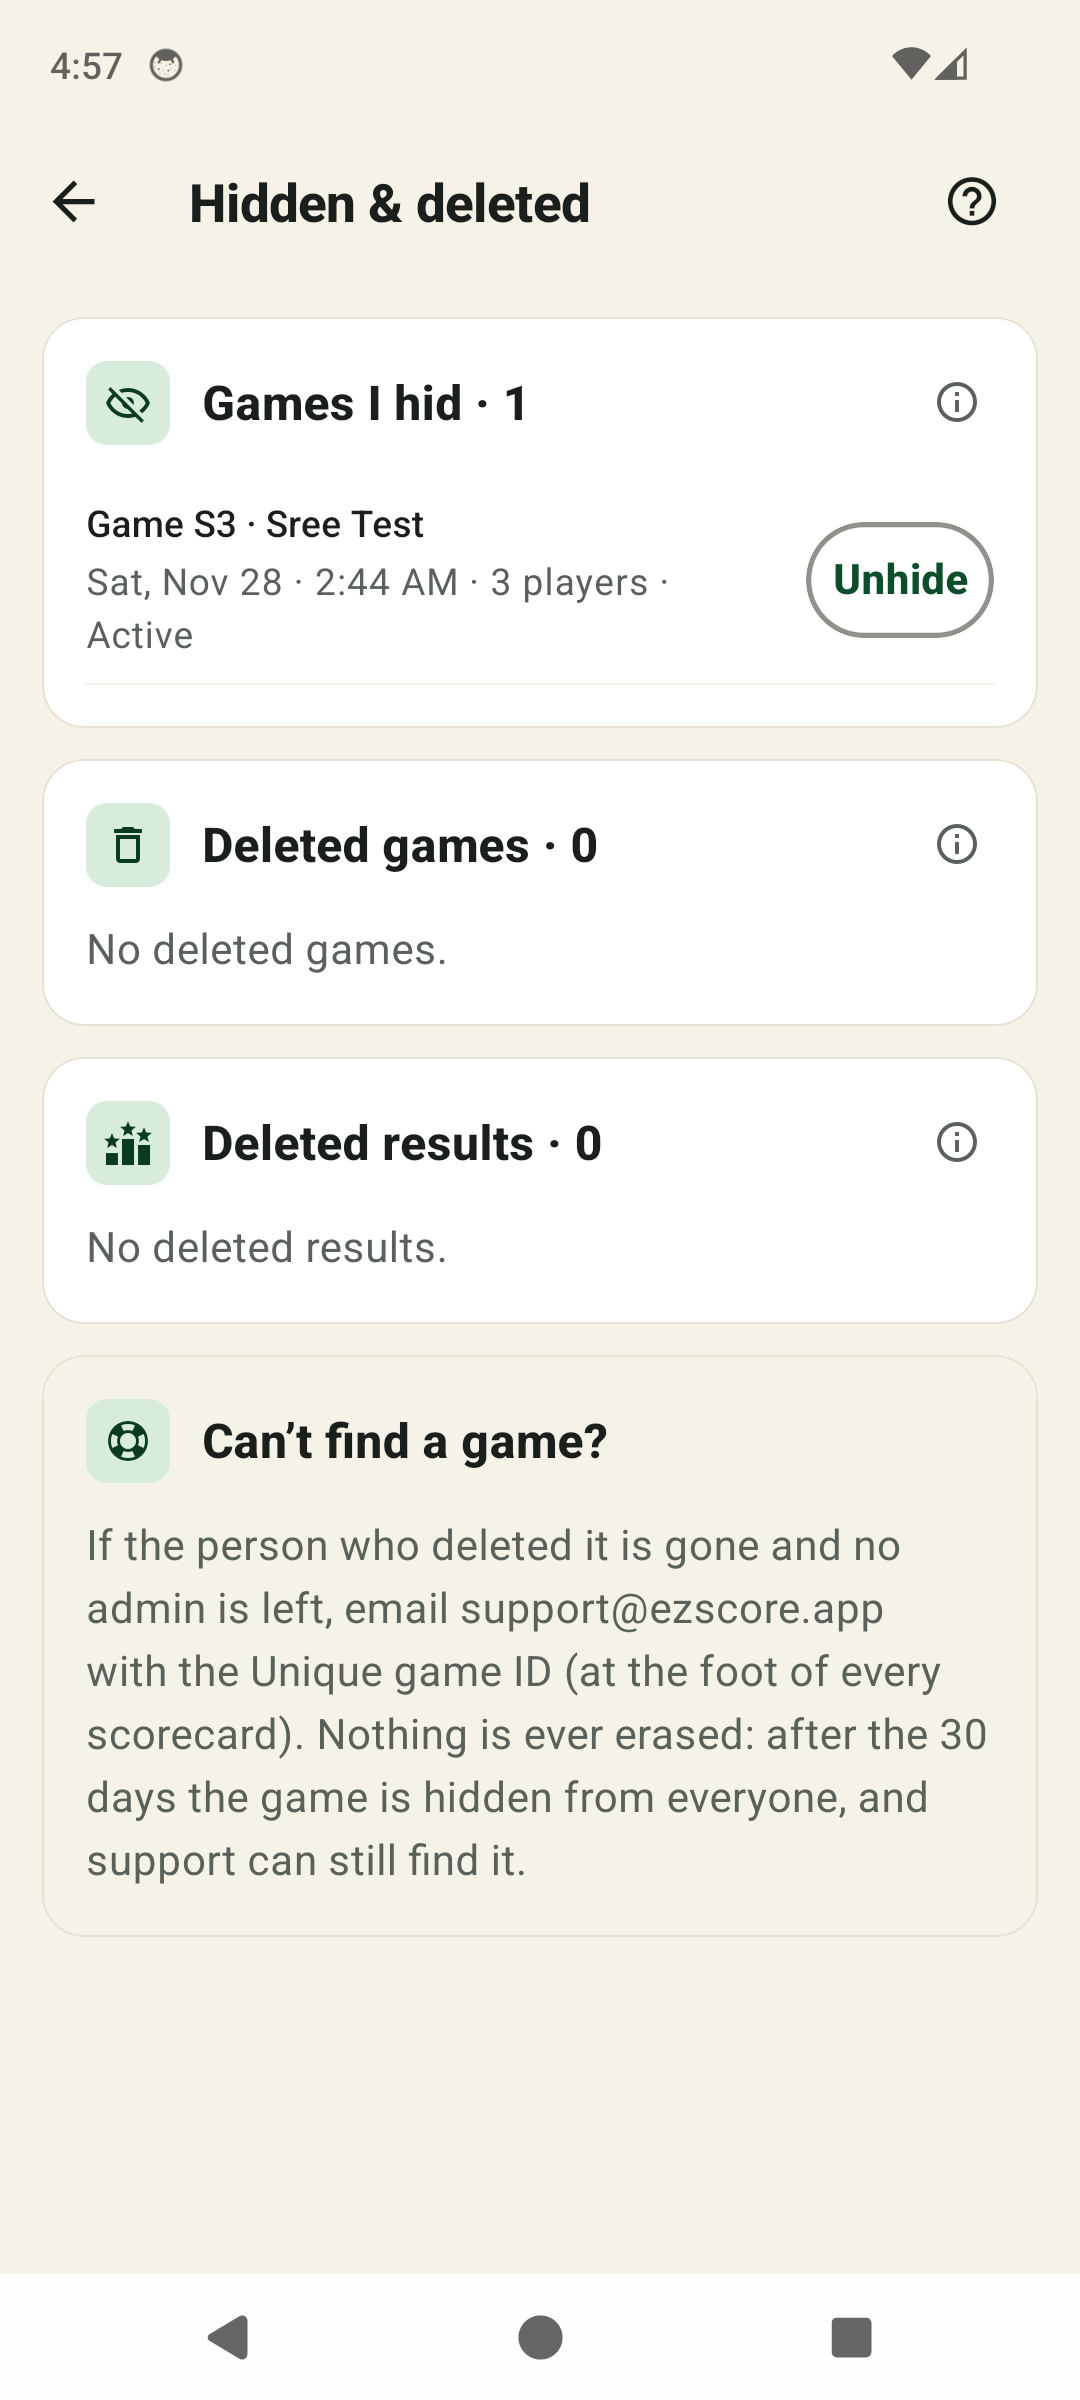 4:57
Hidden & deleted
Games I hid · 1
Game S3 · Sree Test
Sat, Nov 28 · 2:44 AM · 3 players ·
Active
Unhide
Deleted games · 0
No deleted games.
Deleted results · 0
No deleted results.
Can’t find a game?
If the person who deleted it is gone and no
admin is left, email support@ezscore.app
with the Unique game ID (at the foot of every
scorecard). Nothing is ever erased: after the 30
days the game is hidden from everyone, and
support can still find it.